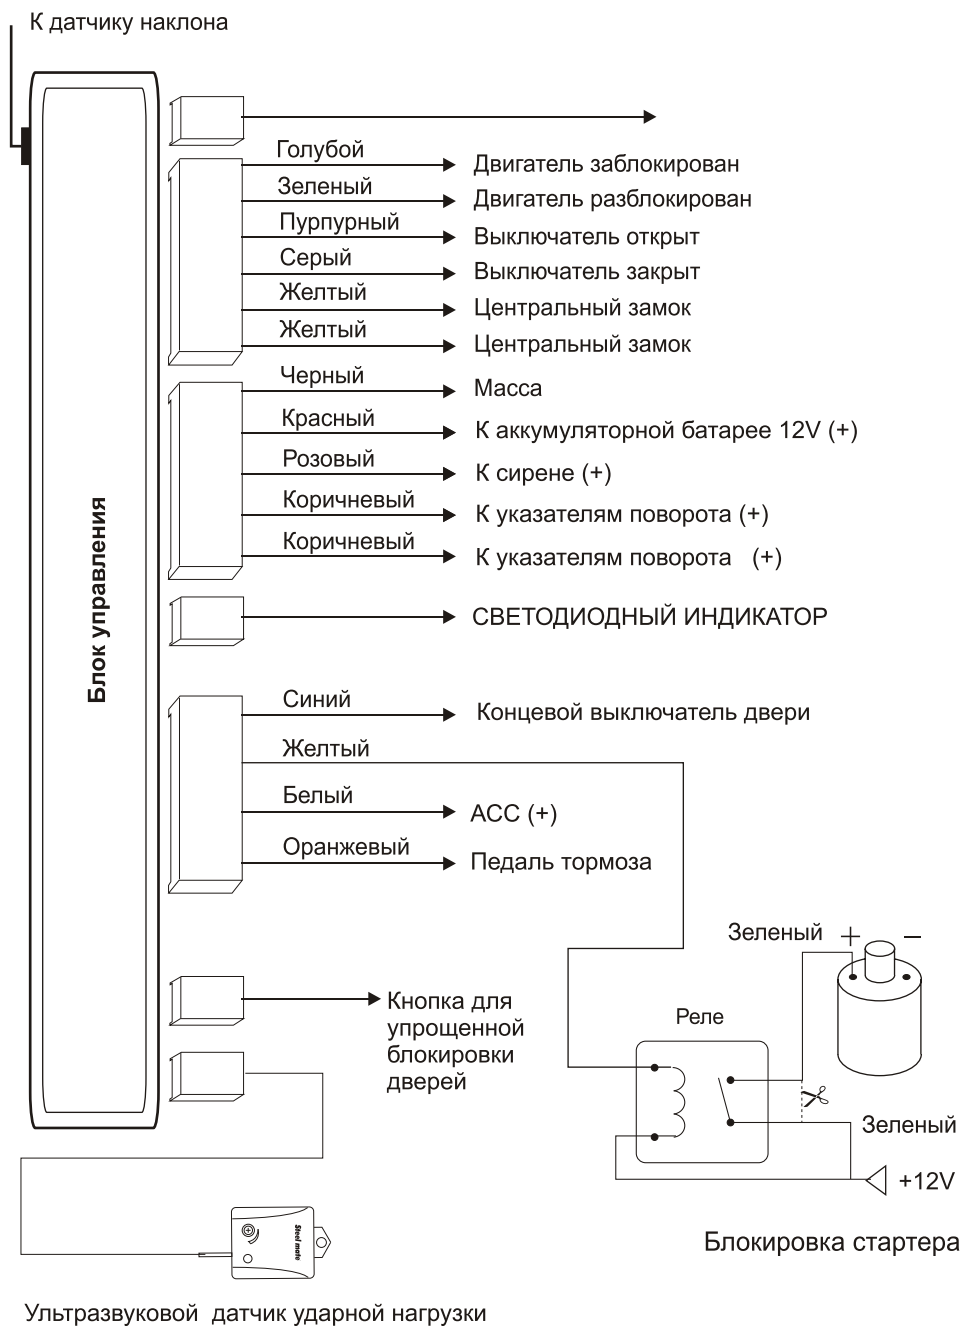 К датчику наклона
Голубой
Двигатель заблокирован
Зеленый
Двигатель разблокирован
Пурпурный
Выключатель открыт
Серый
Выключатель закрыт
Желтый
Центральный замок
Желтый
Центральный замок
Черный
Масса
Красный
К аккумуляторной батарее 12V (+)
Розовый
К сирене (+)
Коричневый
К указателям поворота (+)
Коричневый
К указателям поворота (+)
Блок управления
СВЕТОДИОДНЫЙ ИНДИКАТОР
Синий
Концевой выключатель двери
Желтый
Белый
ACC (+)
Оранжевый
Педаль тормоза
Зеленый
+ −
Кнопка для
упрощенной
блокировки
дверей
Реле
Зеленый
+12V
Блокировка стартера
Steel mate
Ультразвуковой датчик ударной нагрузки